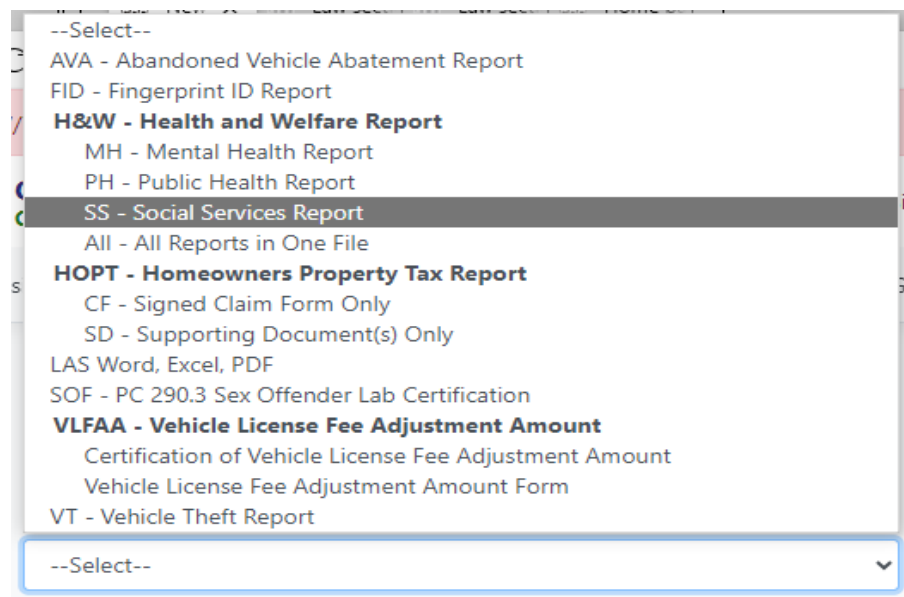 --Select--
AVA - Abandoned Vehicle Abatement Report
FID - Fingerprint ID Report
H&W - Health and Welfare Report
MH - Mental Health Report
PH - Public Health Report
SS - Social Services Report
All - All Reports in One File
HOPT - Homeowners Property Tax Report
CF - Signed Claim Form Only
SD - Supporting Document(s) Only
LAS Word, Excel, PDF
SOF - PC 290.3 Sex Offender Lab Certification
VLFAA - Vehicle License Fee Adjustment Amount
Certification of Vehicle License Fee Adjustment Amount
Vehicle License Fee Adjustment Amount Form
VT - Vehicle Theft Report
--Select--